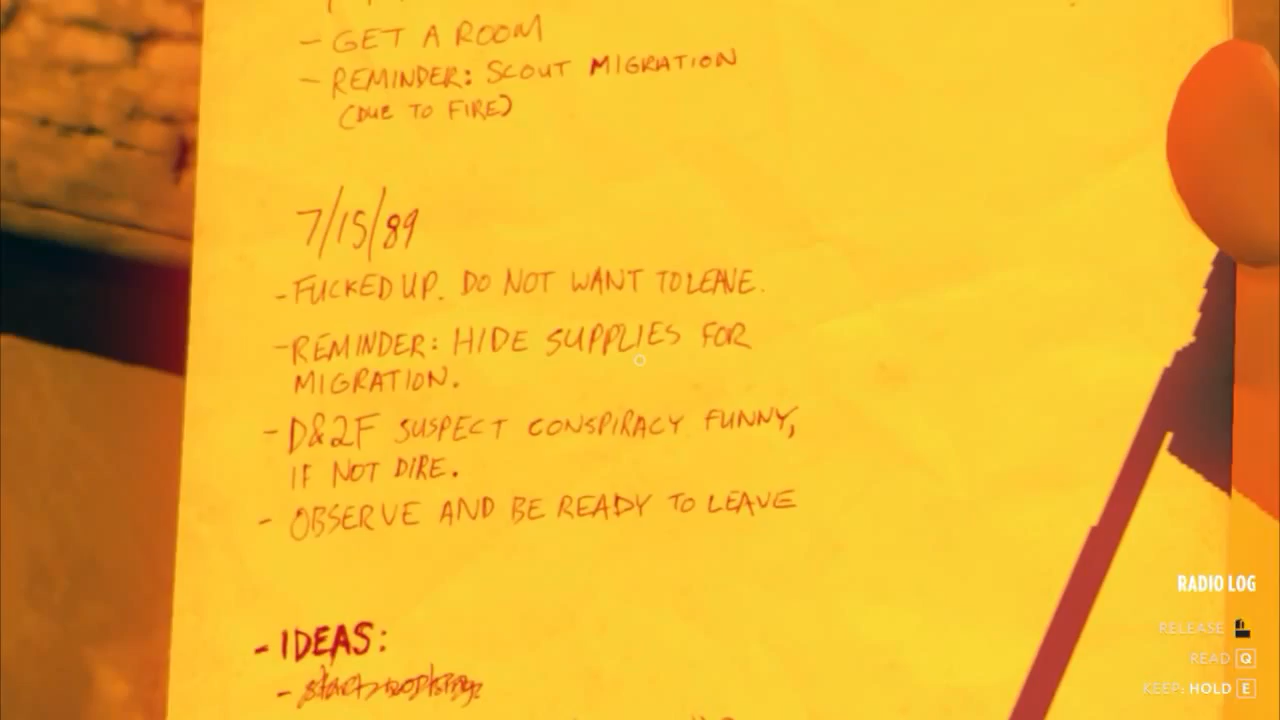 - GET A ROOM
- REMINDER: SCOUT MIGRATION
(DUE TO FIRE)
7/15/89
- FUCKED UP. DO NOT WANT TO LEAVE.
- REMINDER: HIDE SUPPLIES FOR
MIGRATION.
- D&2F SUSPECT CONSPIRACY FUNNY,
IF NOT DIRE.
- OBSERVE AND BE READY TO LEAVE
- IDEAS:
RADIO LOG
RELEASE
READ Q
KEEP: HOLD E